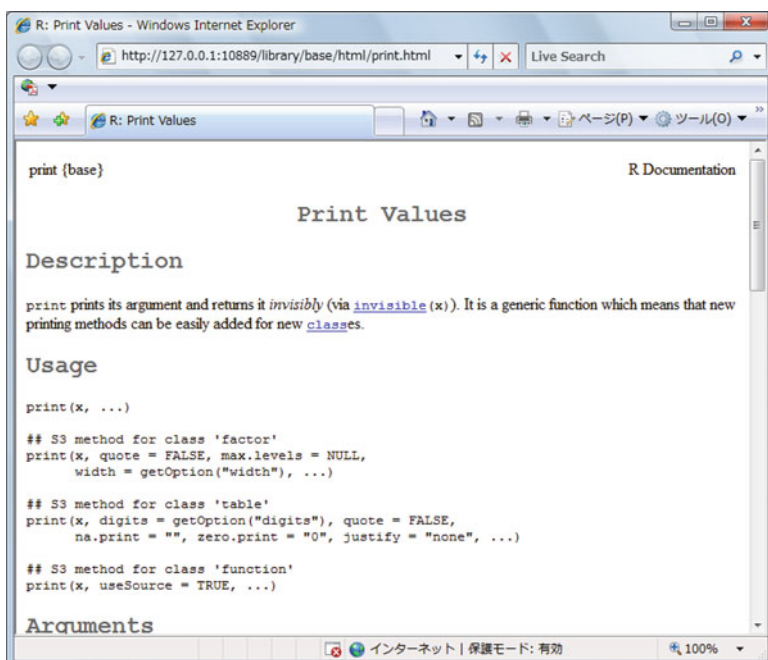 R: Print Values - Windows Internet Explorer
http://127.0.0.1:10889/library/base/html/print.html
Live Search
R: Print Values
ページ(P)
ツール(O)
print {base}
R Documentation
Print Values
Description
print prints its argument and returns it invisibly (via invisible(x)). It is a generic function which means that new
printing methods can be easily added for new classes.
Usage
print(x, ...)
## S3 method for class 'factor'
print(x, quote = FALSE, max.levels = NULL,
width = getOption("width"), ...)
## S3 method for class 'table'
print(x, digits = getOption("digits"), quote = FALSE,
na.print = "", zero.print = "0", justify = "none", ...)
## S3 method for class 'function'
print(x, useSource = TRUE, ...)
Arguments
インターネット | 保護モード: 有効
100%